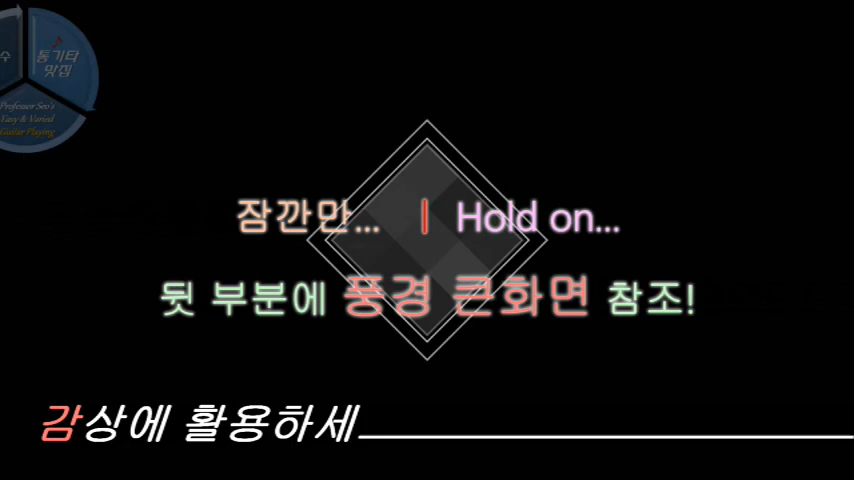 수
통기타
맛집
Professor Seo's
Easy & Varied
Guitar Playing
잠깐만... | Hold on...
뒷 부분에 풍경 큰화면 참조!
감상에 활용하세